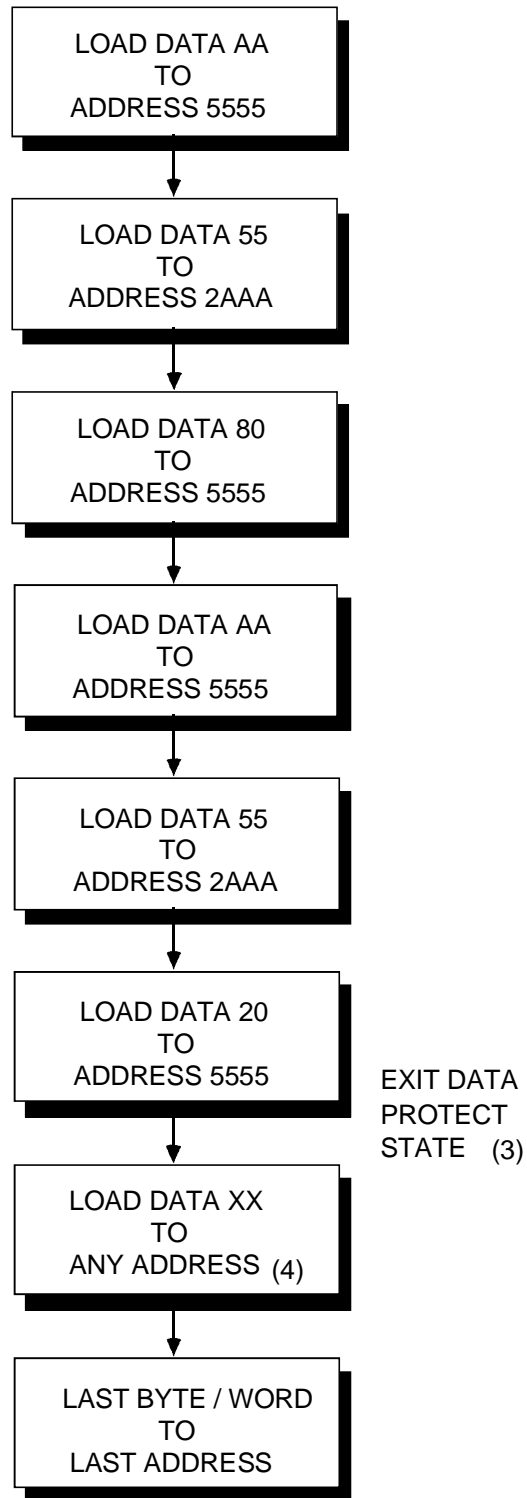 LOAD DATA AA
TO
ADDRESS 5555
LOAD DATA 55
TO
ADDRESS 2AAA
LOAD DATA 80
TO
ADDRESS 5555
LOAD DATA AA
TO
ADDRESS 5555
LOAD DATA 55
TO
ADDRESS 2AAA
LOAD DATA 20
TO
ADDRESS 5555
EXIT DATA
PROTECT
STATE (3)
LOAD DATA XX
TO
ANY ADDRESS (4)
LAST BYTE / WORD
TO
LAST ADDRESS